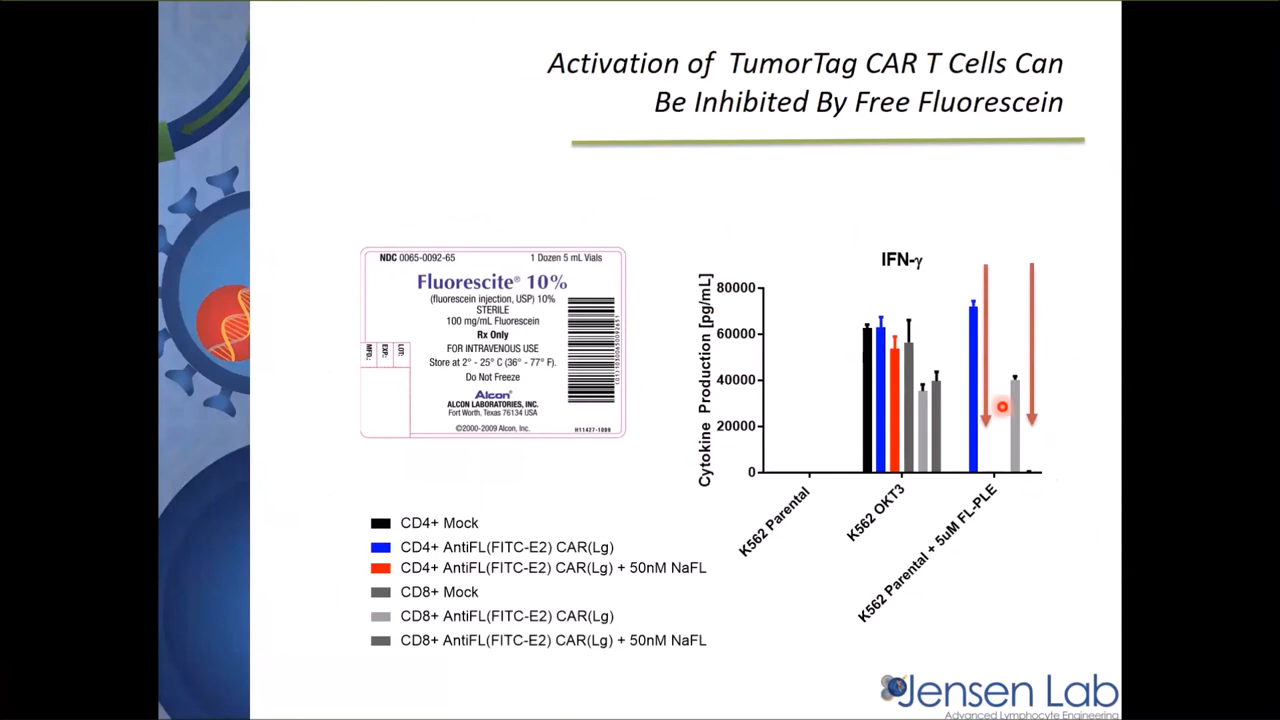 Activation of TumorTag CAR T Cells Can
Be Inhibited By Free Fluorescein
NDC 0065-0092-65 1 Dozen 5 mL Vials
Fluorescite® 10%
(fluorescein injection, USP) 10%
STERILE
100 mg/mL Fluorescein
Rx Only
FOR INTRAVENOUS USE
Store at 2° - 25° C (36° - 77° F).
Do Not Freeze
Alcon®
ALCON LABORATORIES, INC.
Fort Worth, Texas 76134 USA
©2000-2009 Alcon, Inc.
H11427-1009
LOT:
EXP.:
MFD.:
IFN-γ
Cytokine Production [pg/mL]
80000
60000
40000
20000
0
K562 Parental
K562 OKT3
K562 Parental + 5uM FL-PLE
CD4+ Mock
CD4+ AntiFL(FITC-E2) CAR(Lg)
CD4+ AntiFL(FITC-E2) CAR(Lg) + 50nM NaFL
CD8+ Mock
CD8+ AntiFL(FITC-E2) CAR(Lg)
CD8+ AntiFL(FITC-E2) CAR(Lg) + 50nM NaFL
Jensen Lab
Advanced Lymphocyte Engineering